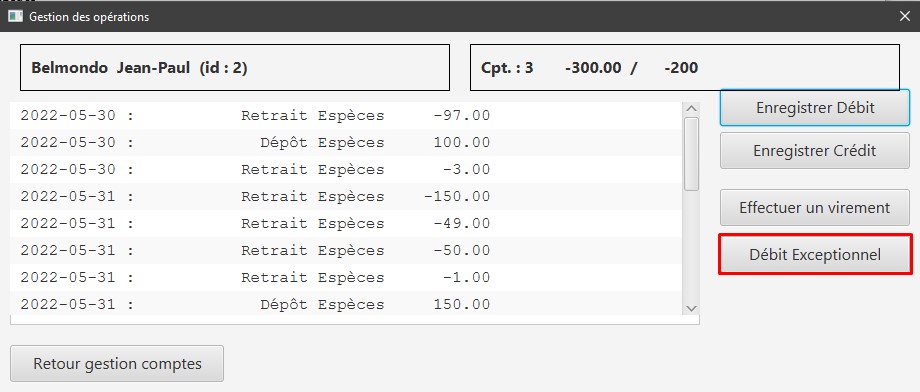 Gestion des opérations
Belmondo Jean-Paul (id : 2)
Cpt. : 3 -300.00 / -200
2022-05-30 : Retrait Espèces -97.00
2022-05-30 : Dépôt Espèces 100.00
2022-05-30 : Retrait Espèces -3.00
2022-05-31 : Retrait Espèces -150.00
2022-05-31 : Retrait Espèces -49.00
2022-05-31 : Retrait Espèces -50.00
2022-05-31 : Retrait Espèces -1.00
2022-05-31 : Dépôt Espèces 150.00
Enregistrer Débit
Enregistrer Crédit
Effectuer un virement
Débit Exceptionnel
Retour gestion comptes